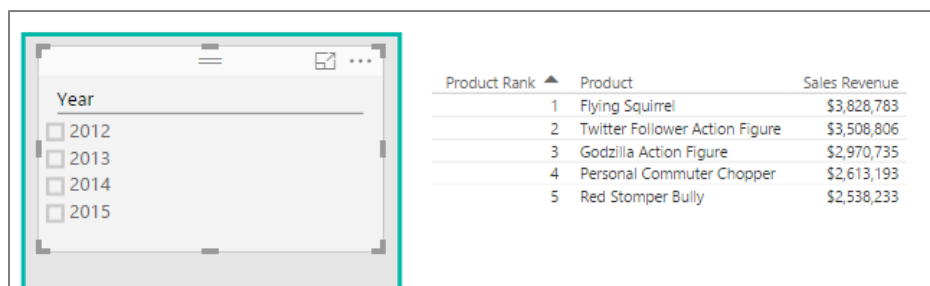 Year
2012
2013
2014
2015
Product Rank Product Sales Revenue
1 Flying Squirrel $3,828,783
2 Twitter Follower Action Figure $3,508,806
3 Godzilla Action Figure $2,970,735
4 Personal Commuter Chopper $2,613,193
5 Red Stomper Bully $2,538,233